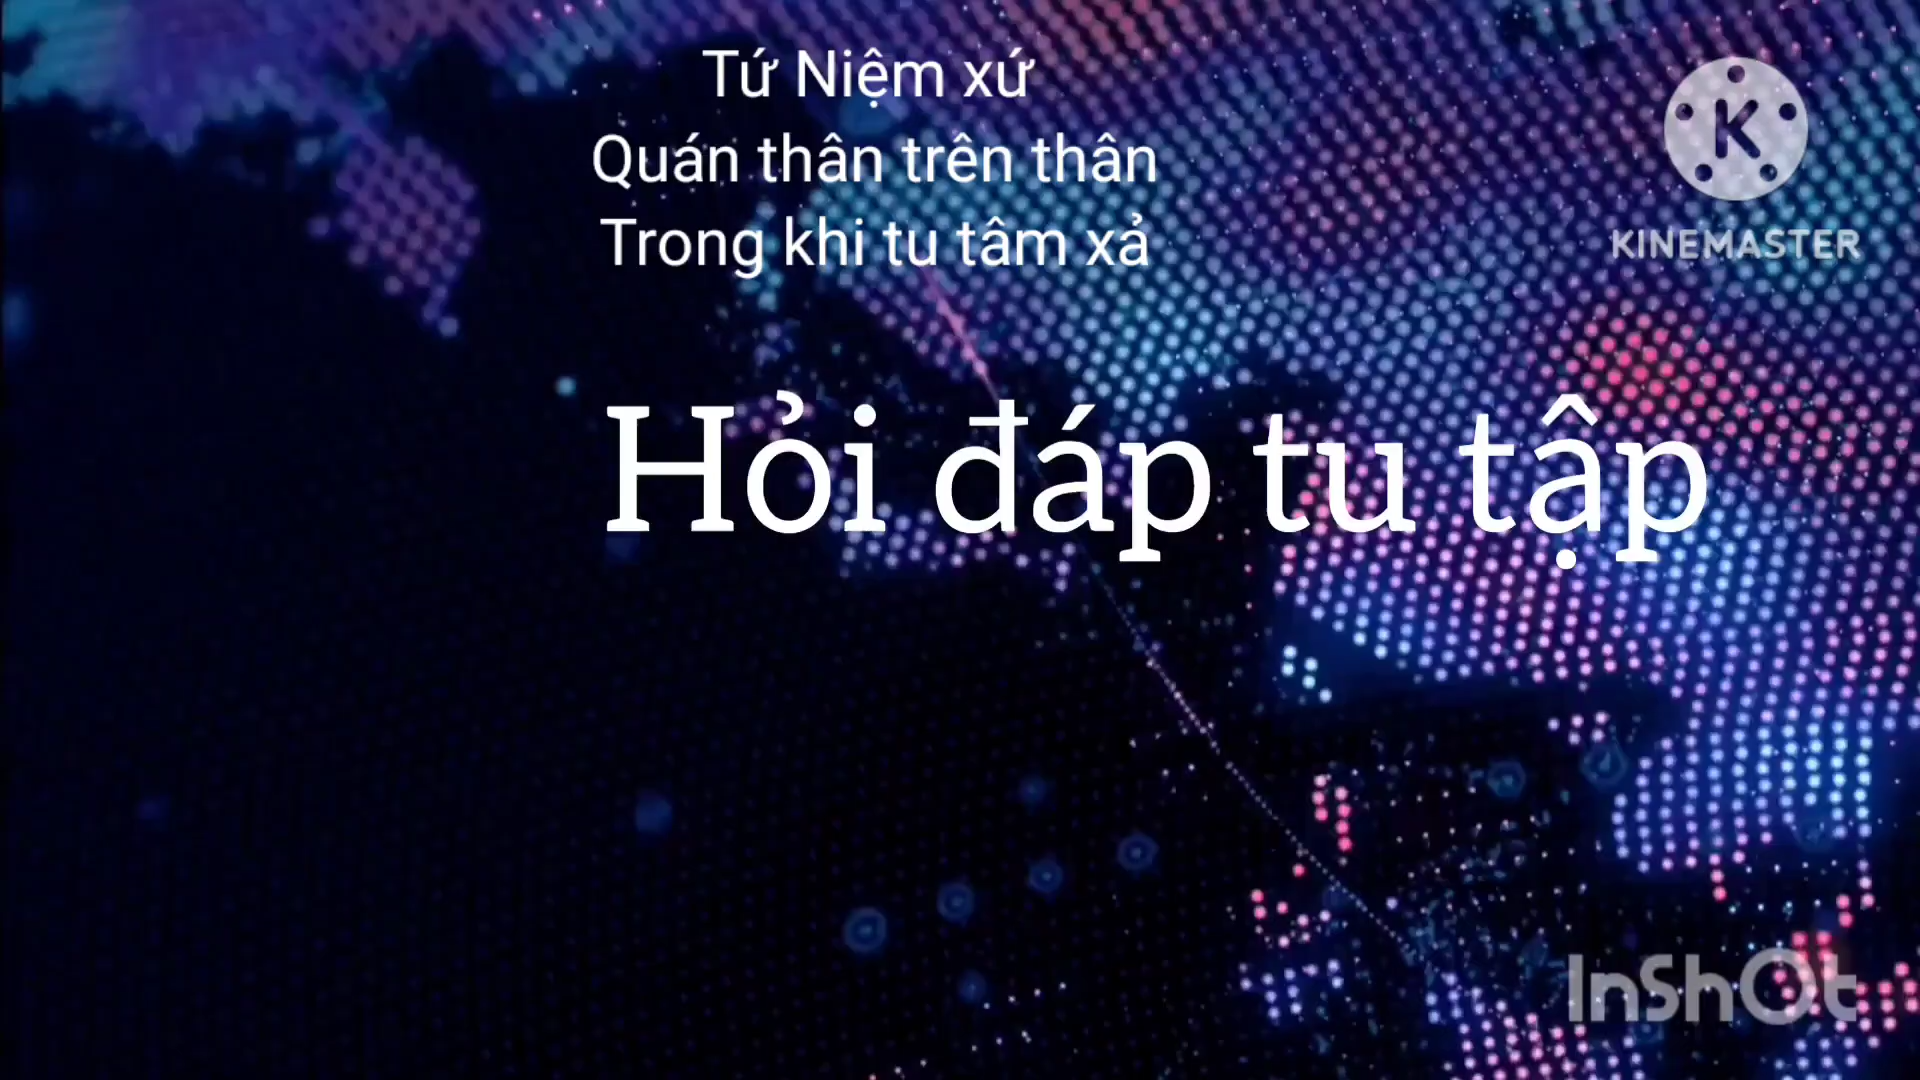 Tứ Niệm xứ
Quán thân trên thân
Trong khi tu tâm xả
K
KINEMASTER
Hỏi đáp tu tập
InShOt